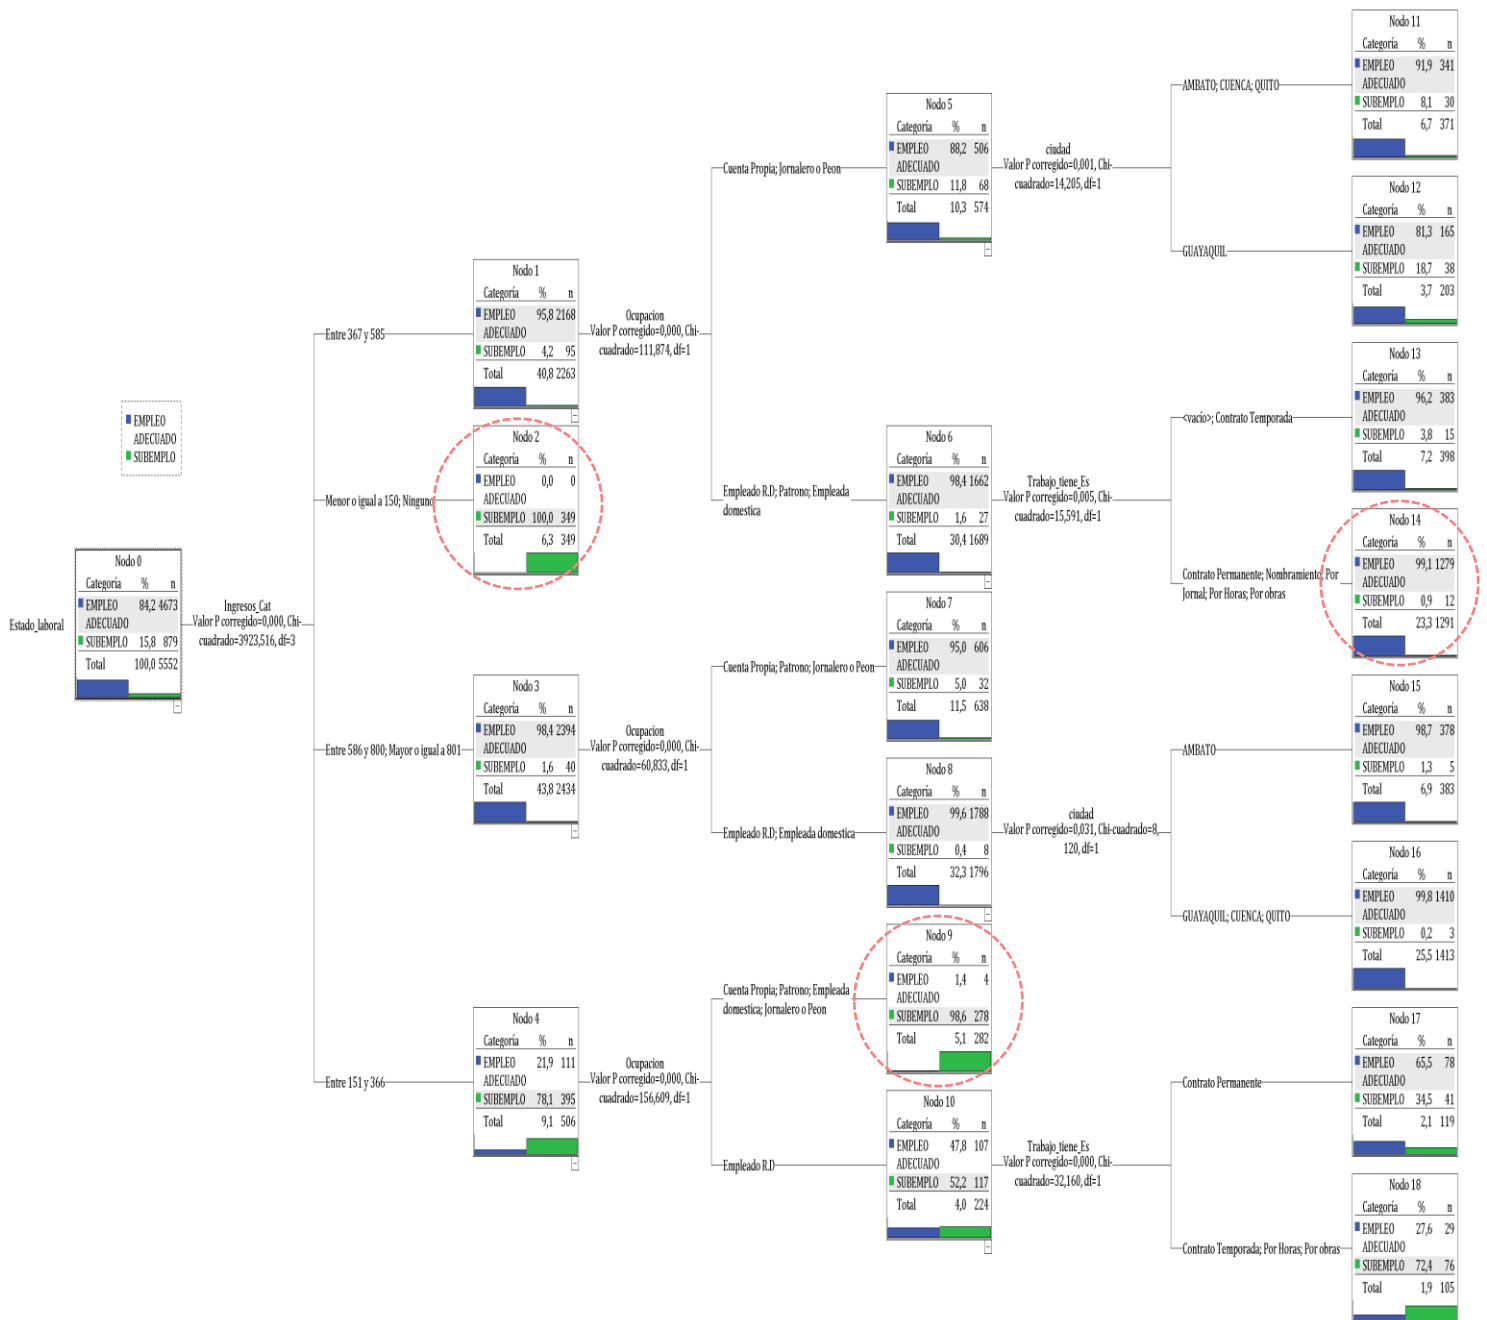 Estado_laboral
EMPLEO
ADECUADO
SUBEMPLO
Nodo 0
Categoría % n
EMPLEO 84,2 4673
ADECUADO
SUBEMPLO 15,8 879
Total 100,0 5552
Ingresos_Cat
Valor P corregido=0,000, Chi-
cuadrado=3923,516, df=3
Entre 367 y 585
Nodo 1
Categoría % n
EMPLEO 95,8 2168
ADECUADO
SUBEMPLO 4,2 95
Total 40,8 2263
Menor o igual a 150; Ninguno
Nodo 2
Categoría % n
EMPLEO 0,0 0
ADECUADO
SUBEMPLO 100,0 349
Total 6,3 349
Entre 586 y 800; Mayor o igual a 801
Nodo 3
Categoría % n
EMPLEO 98,4 2394
ADECUADO
SUBEMPLO 1,6 40
Total 43,8 2434
Entre 151 y 366
Nodo 4
Categoría % n
EMPLEO 21,9 111
ADECUADO
SUBEMPLO 78,1 395
Total 9,1 506
Ocupacion
Valor P corregido=0,000, Chi-
cuadrado=111,874, df=1
Ocupacion
Valor P corregido=0,000, Chi-
cuadrado=60,833, df=1
Ocupacion
Valor P corregido=0,000, Chi-
cuadrado=156,609, df=1
Cuenta Propia; Jornalero o Peon
Nodo 5
Categoría % n
EMPLEO 88,2 506
ADECUADO
SUBEMPLO 11,8 68
Total 10,3 574
Empleado R.D; Patrono; Empleada
domestica
Nodo 6
Categoría % n
EMPLEO 98,4 1662
ADECUADO
SUBEMPLO 1,6 27
Total 30,4 1689
Cuenta Propia; Patrono; Jornalero o Peon
Nodo 7
Categoría % n
EMPLEO 95,0 606
ADECUADO
SUBEMPLO 5,0 32
Total 11,5 638
Empleado R.D; Empleada domestica
Nodo 8
Categoría % n
EMPLEO 99,6 1788
ADECUADO
SUBEMPLO 0,4 8
Total 32,3 1796
Cuenta Propia; Patrono; Empleada
domestica; Jornalero o Peon
Nodo 9
Categoría % n
EMPLEO 1,4 4
ADECUADO
SUBEMPLO 98,6 278
Total 5,1 282
Empleado R.D
Nodo 10
Categoría % n
EMPLEO 47,8 107
ADECUADO
SUBEMPLO 52,2 117
Total 4,0 224
ciudad
Valor P corregido=0,001, Chi-
cuadrado=14,205, df=1
Trabajo_tiene_Es
Valor P corregido=0,005, Chi-
cuadrado=15,591, df=1
ciudad
Valor P corregido=0,031, Chi-cuadrado=8,
120, df=1
Trabajo_tiene_Es
Valor P corregido=0,000, Chi-
cuadrado=32,160, df=1
AMBATO; CUENCA; QUITO
Nodo 11
Categoría % n
EMPLEO 91,9 341
ADECUADO
SUBEMPLO 8,1 30
Total 6,7 371
GUAYAQUIL
Nodo 12
Categoría % n
EMPLEO 81,3 165
ADECUADO
SUBEMPLO 18,7 38
Total 3,7 203
<vacío>; Contrato Temporada
Nodo 13
Categoría % n
EMPLEO 96,2 383
ADECUADO
SUBEMPLO 3,8 15
Total 7,2 398
Contrato Permanente; Nombramiento; Por
Jornal; Por Horas; Por obras
Nodo 14
Categoría % n
EMPLEO 99,1 1279
ADECUADO
SUBEMPLO 0,9 12
Total 23,3 1291
AMBATO
Nodo 15
Categoría % n
EMPLEO 98,7 378
ADECUADO
SUBEMPLO 1,3 5
Total 6,9 383
GUAYAQUIL; CUENCA; QUITO
Nodo 16
Categoría % n
EMPLEO 99,8 1410
ADECUADO
SUBEMPLO 0,2 3
Total 25,5 1413
Contrato Permanente
Nodo 17
Categoría % n
EMPLEO 65,5 78
ADECUADO
SUBEMPLO 34,5 41
Total 2,1 119
Contrato Temporada; Por Horas; Por obras
Nodo 18
Categoría % n
EMPLEO 27,6 29
ADECUADO
SUBEMPLO 72,4 76
Total 1,9 105